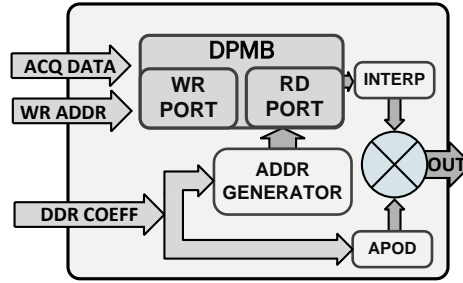 DPMB
ACQ DATA
WR ADDR
WR
PORT
RD
PORT
INTERP
OUT
ADDR
GENERATOR
DDR COEFF
APOD